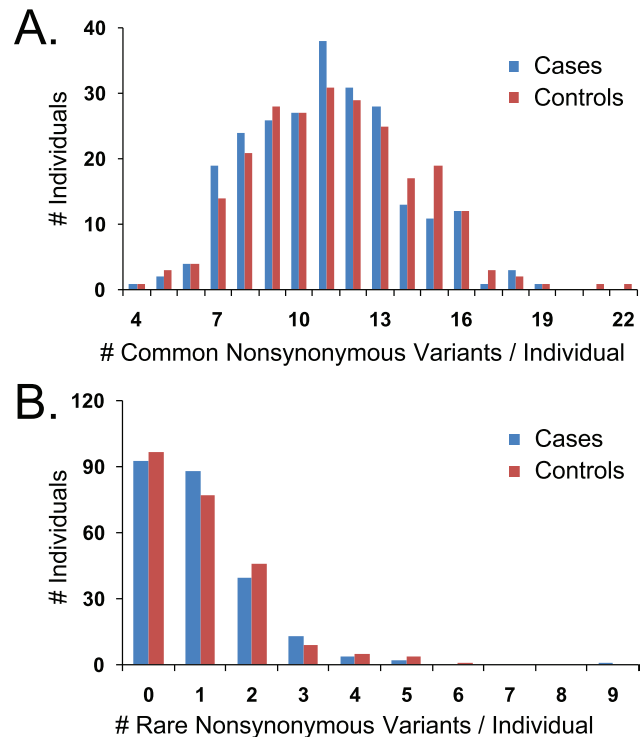 A.
# Individuals
40
30
20
10
0
Cases
Controls
4 7 10 13 16 19 22
# Common Nonsynonymous Variants / Individual
B.
# Individuals
120
90
60
30
0
Cases
Controls
0 1 2 3 4 5 6 7 8 9
# Rare Nonsynonymous Variants / Individual